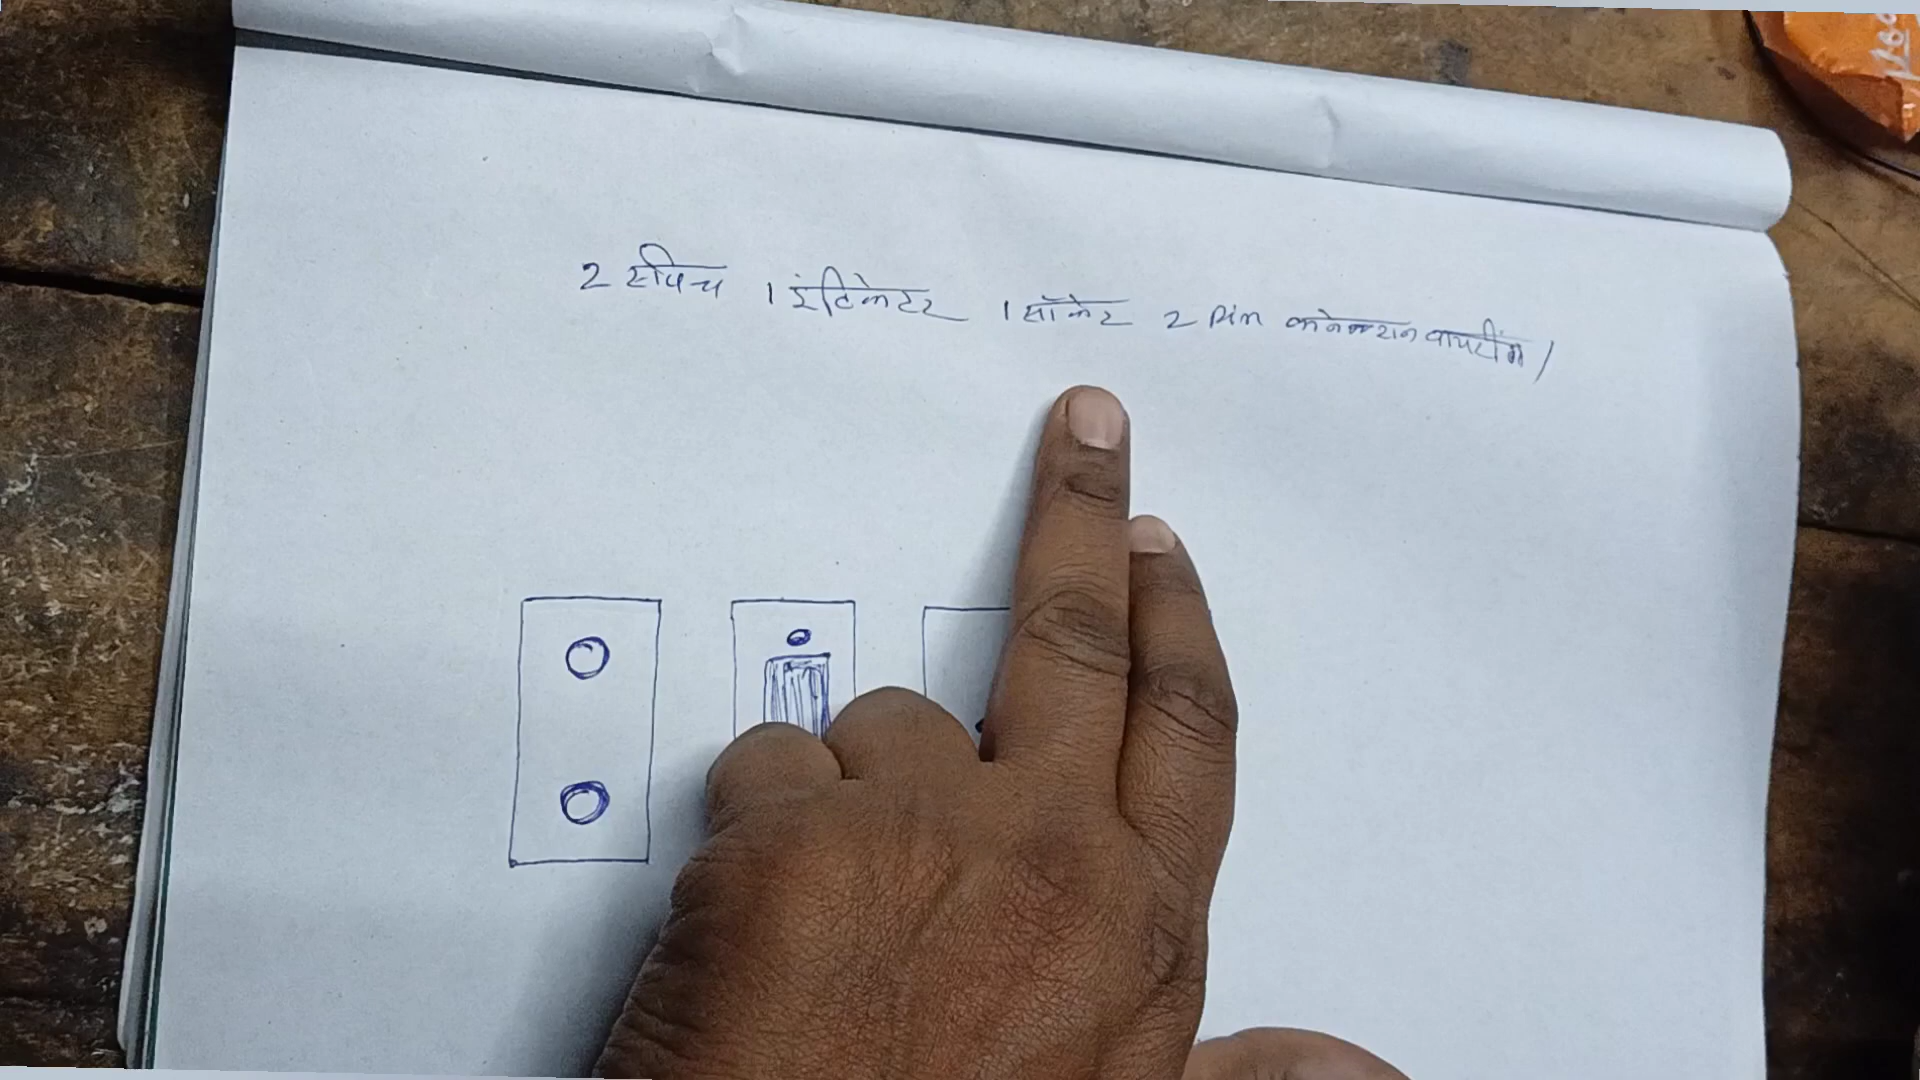 2 स्विच 1 इंडिकेटर 1 सॉकेट 2 Pin कनेक्शन वायरींग।